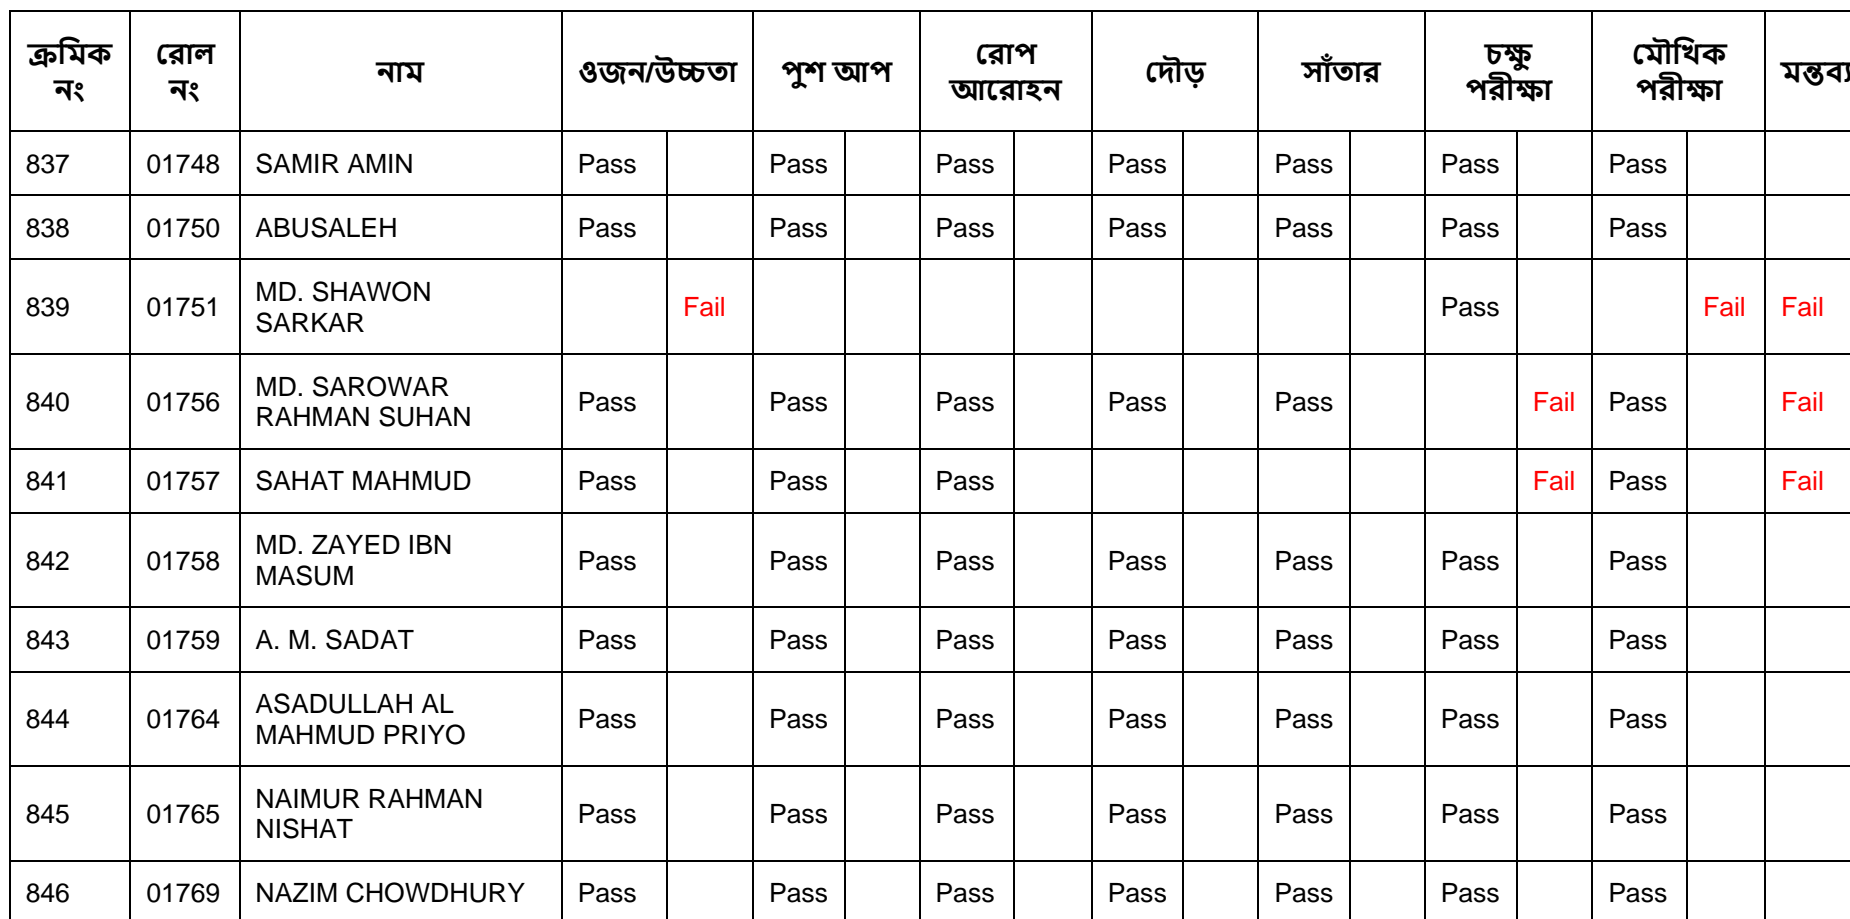 ক্রমিক নং রোল নং নাম ওজন/উচ্চতা পুশ আপ রোপ আরোহন দৌড় সাঁতার চক্ষু পরীক্ষা মৌখিক পরীক্ষা মন্তব্য
837 01748 SAMIR AMIN Pass Pass Pass Pass Pass Pass Pass
838 01750 ABUSALEH Pass Pass Pass Pass Pass Pass Pass
839 01751 MD. SHAWON SARKAR Fail Pass Fail Fail
840 01756 MD. SAROWAR RAHMAN SUHAN Pass Pass Pass Pass Pass Fail Pass Fail
841 01757 SAHAT MAHMUD Pass Pass Pass Fail Pass Fail
842 01758 MD. ZAYED IBN MASUM Pass Pass Pass Pass Pass Pass Pass
843 01759 A. M. SADAT Pass Pass Pass Pass Pass Pass Pass
844 01764 ASADULLAH AL MAHMUD PRIYO Pass Pass Pass Pass Pass Pass Pass
845 01765 NAIMUR RAHMAN NISHAT Pass Pass Pass Pass Pass Pass Pass
846 01769 NAZIM CHOWDHURY Pass Pass Pass Pass Pass Pass Pass